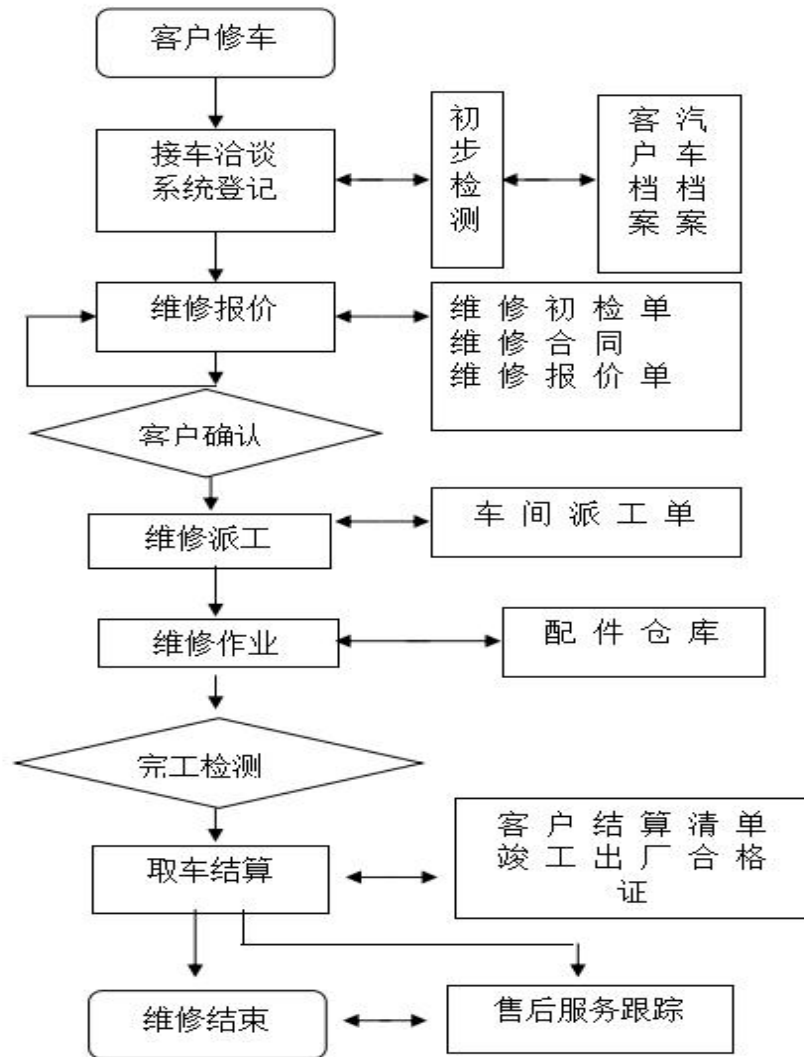 客户修车
接车洽谈
系统登记
初步检测
客户档案
汽车档案
维修报价
维修初检单
维修合同
维修报价单
客户确认
维修派工
车间派工单
维修作业
配件仓库
完工检测
取车结算
客户结算清单
竣工出厂合格
证
维修结束
售后服务跟踪